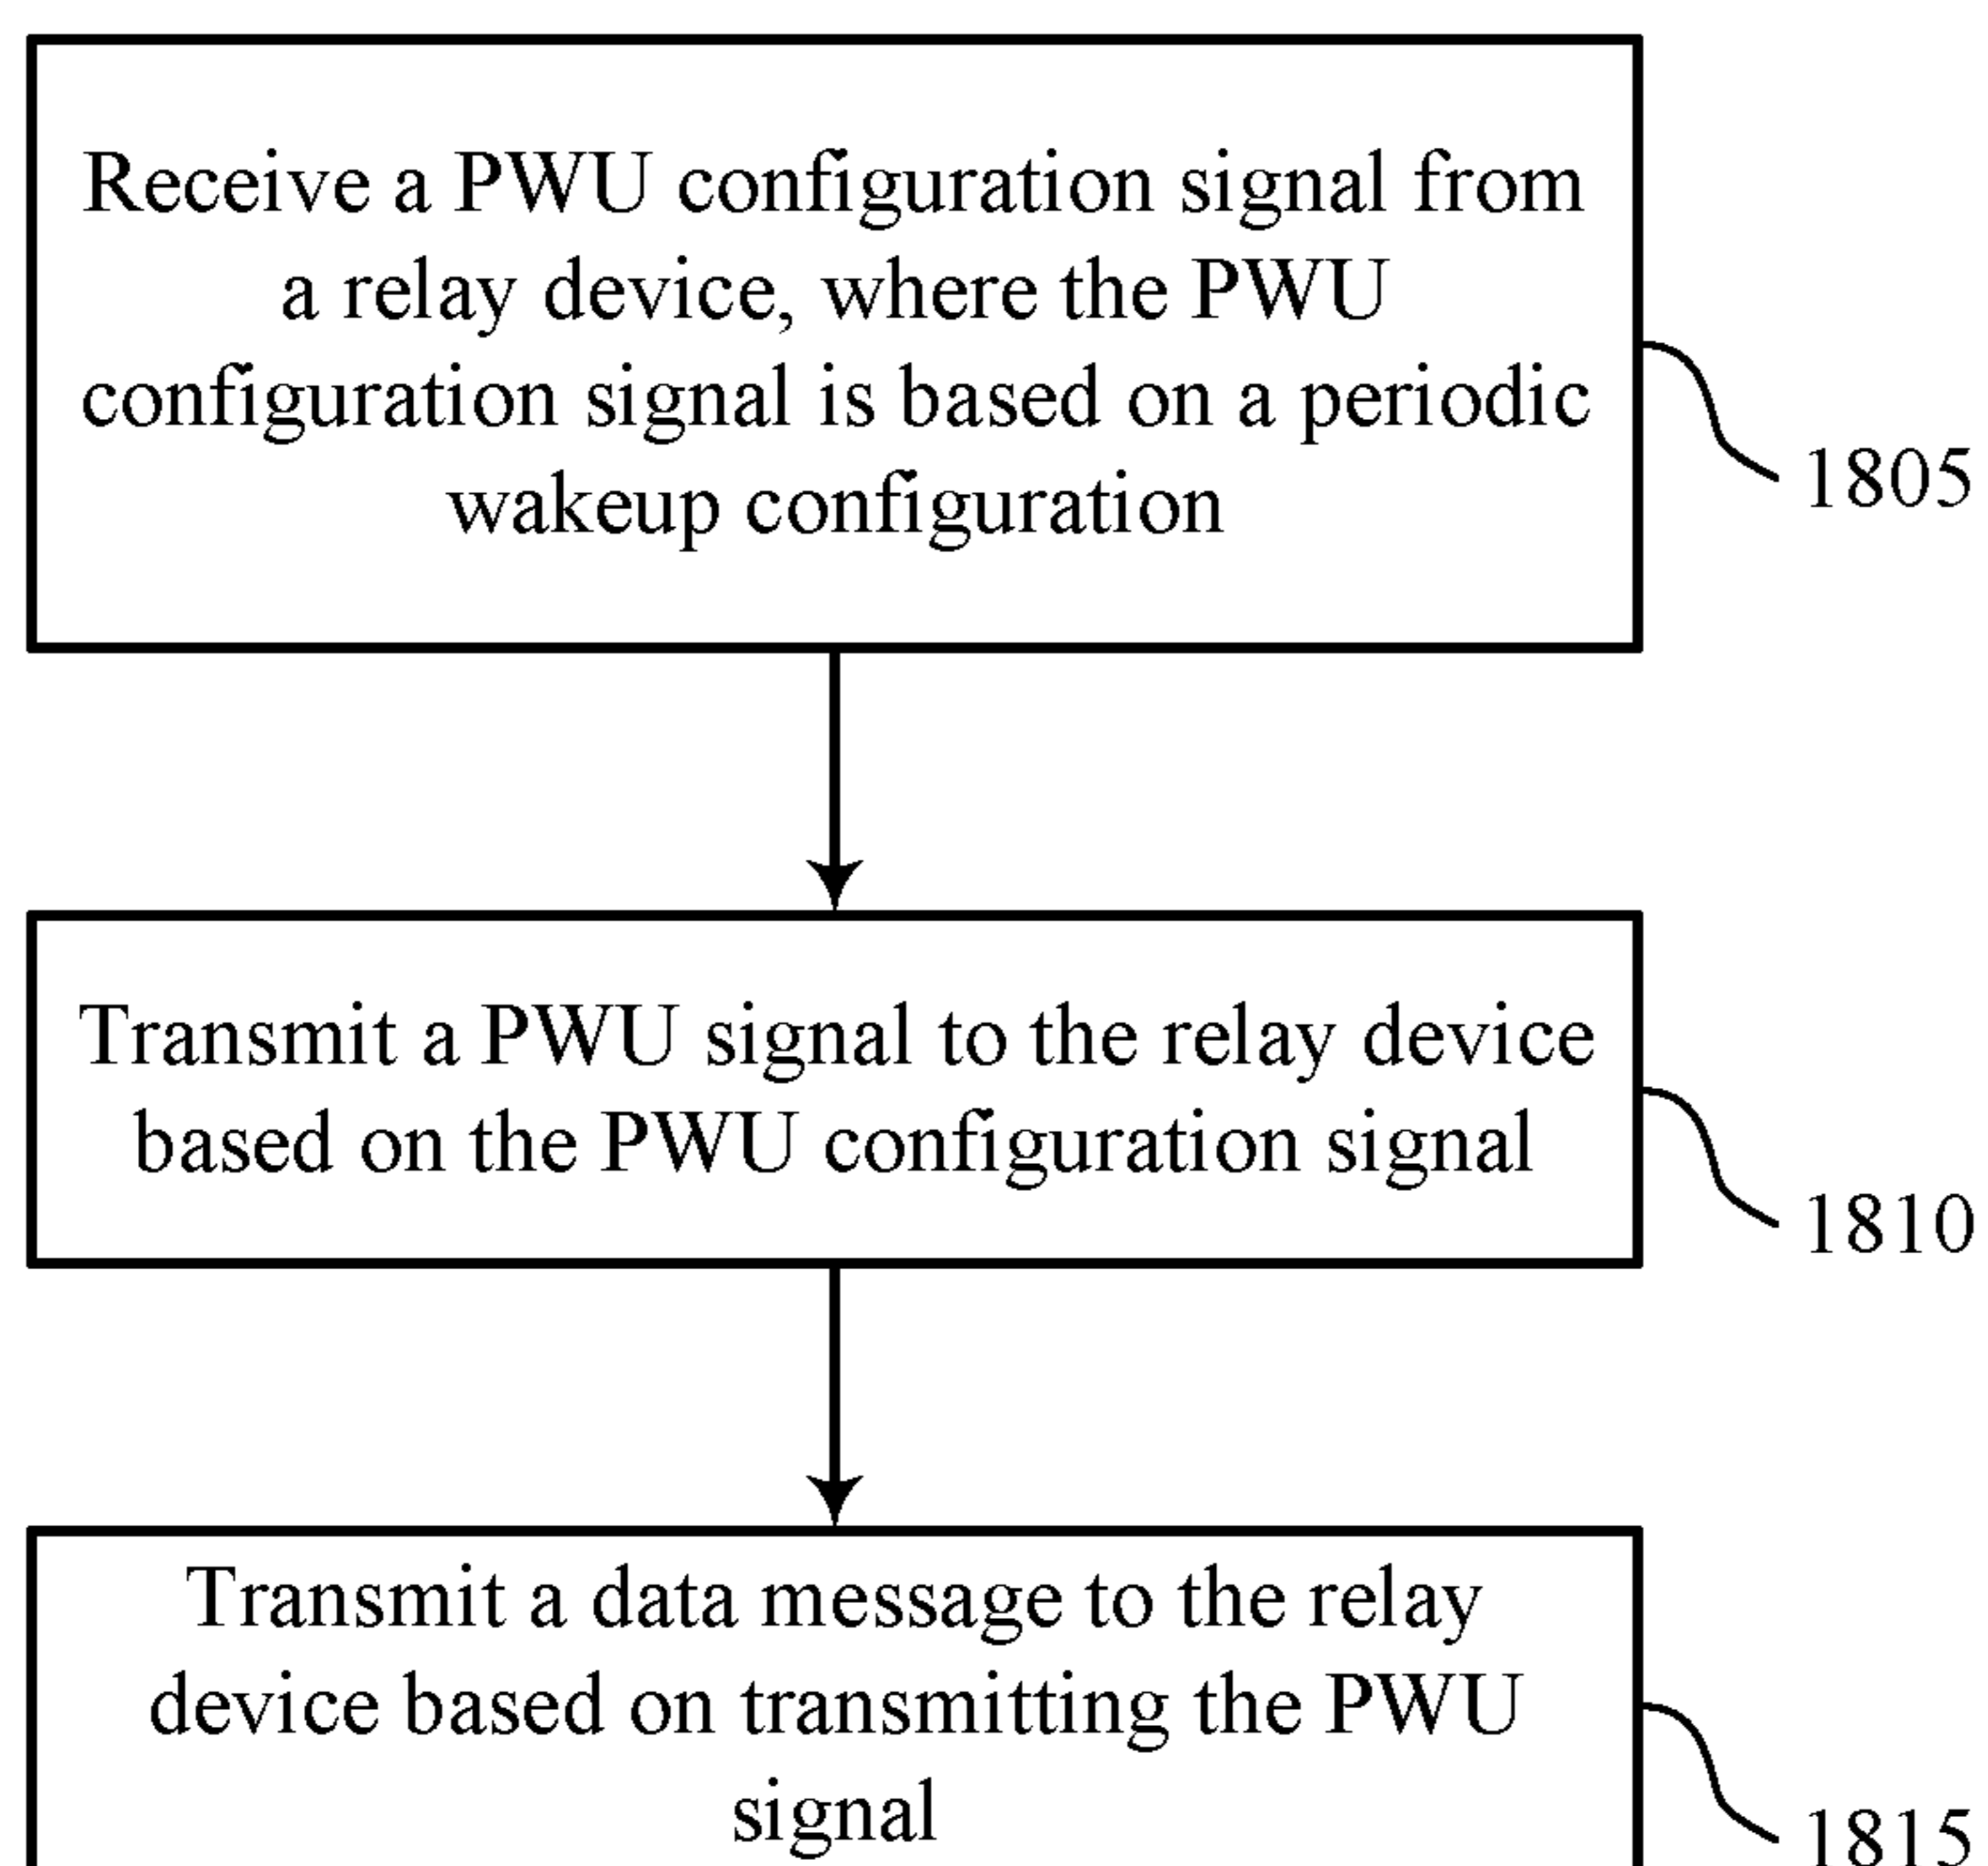 Receive a PWU configuration signal from
a relay device, where the PWU
configuration signal is based on a periodic
wakeup configuration
1805
Transmit a PWU signal to the relay device
based on the PWU configuration signal
1810
Transmit a data message to the relay
device based on transmitting the PWU
signal
1815